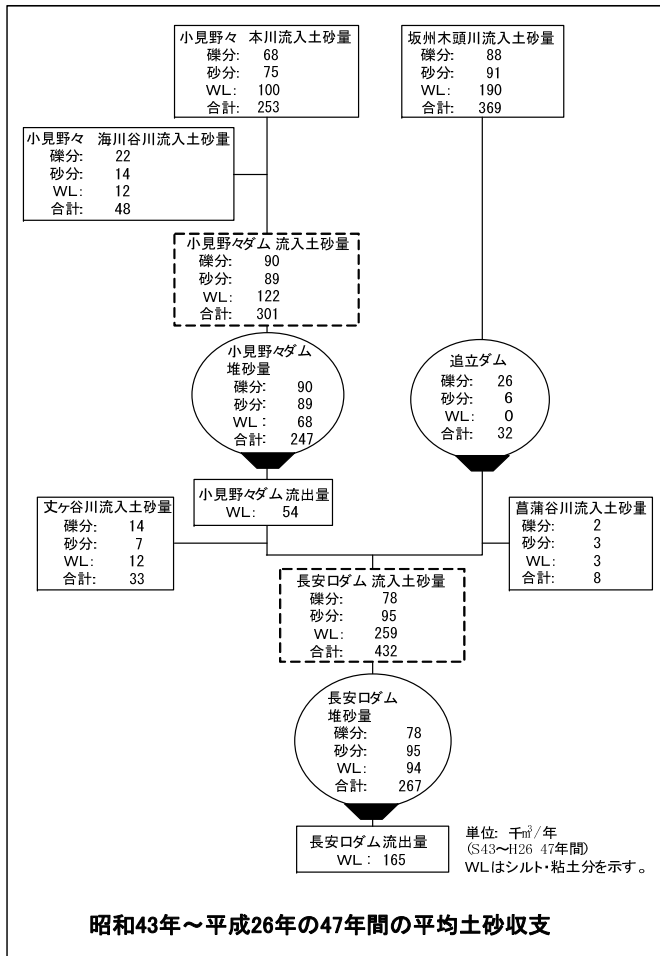 小見野々 本川流入土砂量
礫分: 68
砂分: 75
WL: 100
合計: 253
坂州木頭川流入土砂量
礫分: 88
砂分: 91
WL: 190
合計: 369
小見野々 海川谷川流入土砂量
礫分: 22
砂分: 14
WL: 12
合計: 48
小見野々ダム 流入土砂量
礫分: 90
砂分: 89
WL: 122
合計: 301
小見野々ダム
堆砂量
礫分: 90
砂分: 89
WL: 68
合計: 247
追立ダム
礫分: 26
砂分: 6
WL: 0
合計: 32
小見野々ダム流出量
WL: 54
丈ヶ谷川流入土砂量
礫分: 14
砂分: 7
WL: 12
合計: 33
菖蒲谷川流入土砂量
礫分: 2
砂分: 3
WL: 3
合計: 8
長安口ダム 流入土砂量
礫分: 78
砂分: 95
WL: 259
合計: 432
長安口ダム
堆砂量
礫分: 78
砂分: 95
WL: 94
合計: 267
長安口ダム流出量
WL: 165
単位: 千㎥/年
(S43～H26 47年間)
WLはシルト・粘土分を示す。
昭和43年～平成26年の47年間の平均土砂収支